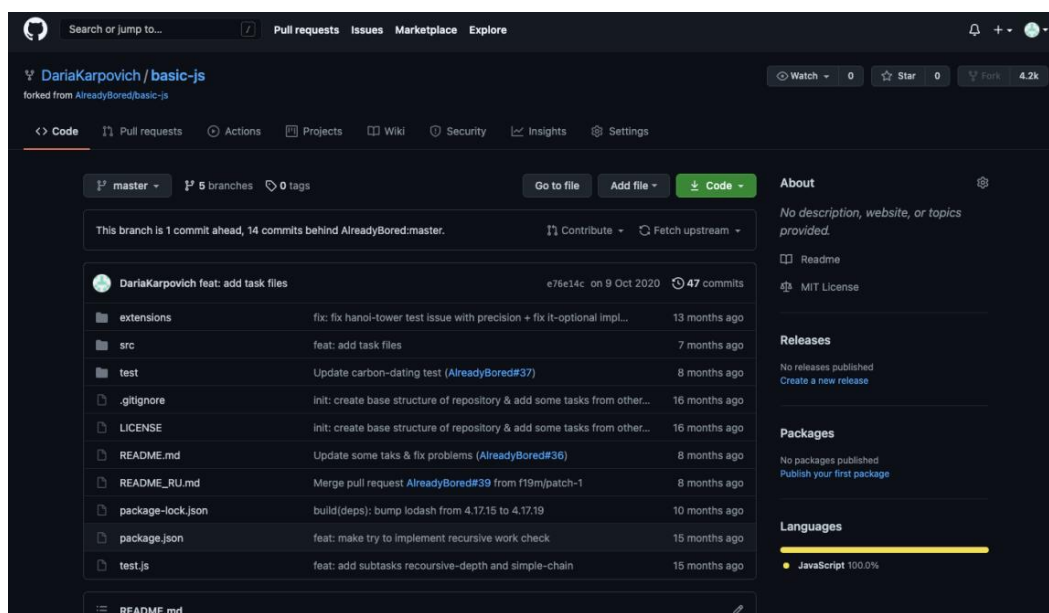 Search or jump to... / Pull requests Issues Marketplace Explore
DariaKarpovich / basic-js
Watch 0 Star 0 Fork 4.2k
forked from AlreadyBored/basic-js
Code Pull requests Actions Projects Wiki Security Insights Settings
master 5 branches 0 tags Go to file Add file Code
This branch is 1 commit ahead, 14 commits behind AlreadyBored:master. Contribute Fetch upstream
DariaKarpovich feat: add task files e76e14c on 9 Oct 2020 47 commits
extensions fix: fix hanoi-tower test issue with precision + fix it-optional impl... 13 months ago
src feat: add task files 7 months ago
test Update carbon-dating test (AlreadyBored#37) 8 months ago
.gitignore init: create base structure of repository & add some tasks from other... 16 months ago
LICENSE init: create base structure of repository & add some tasks from other... 16 months ago
README.md Update some taks & fix problems (AlreadyBored#36) 8 months ago
README_RU.md Merge pull request AlreadyBored#39 from f19m/patch-1 8 months ago
package-lock.json build(deps): bump lodash from 4.17.15 to 4.17.19 10 months ago
package.json feat: make try to implement recursive work check 15 months ago
test.js feat: add subtasks recoursive-depth and simple-chain 15 months ago
README.md
About
No description, website, or topics
provided.
Readme
MIT License
Releases
No releases published
Create a new release
Packages
No packages published
Publish your first package
Languages
JavaScript 100.0%